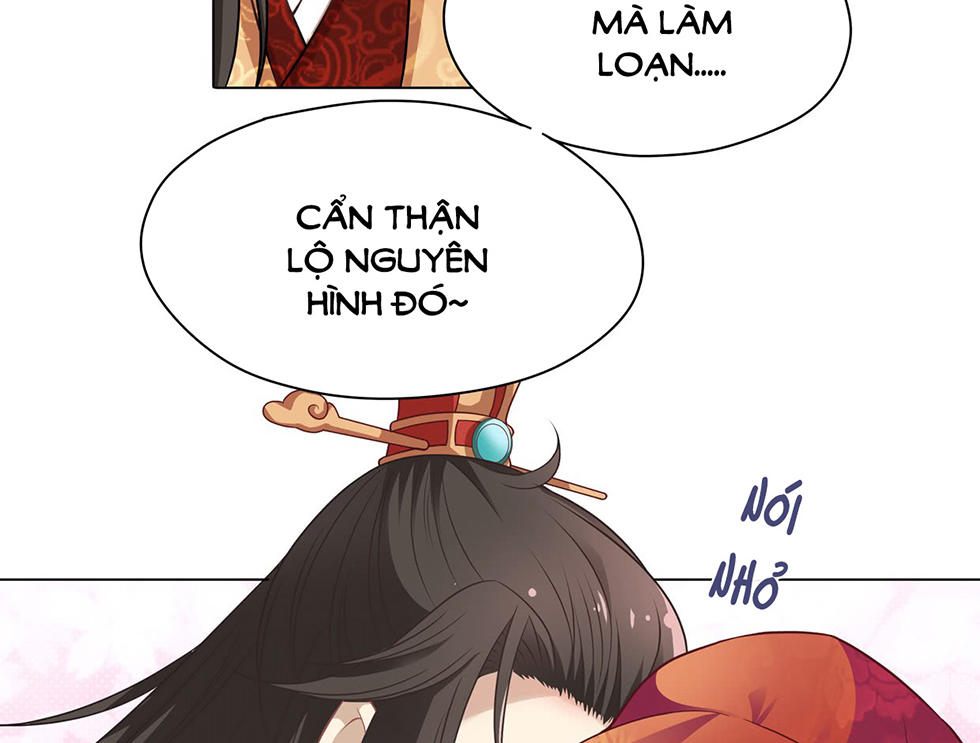 MÀ LÀM
LOẠN.....
CẨN THẬN
LỘ NGUYÊN
HÌNH ĐÓ~
NÓI
NHỎ